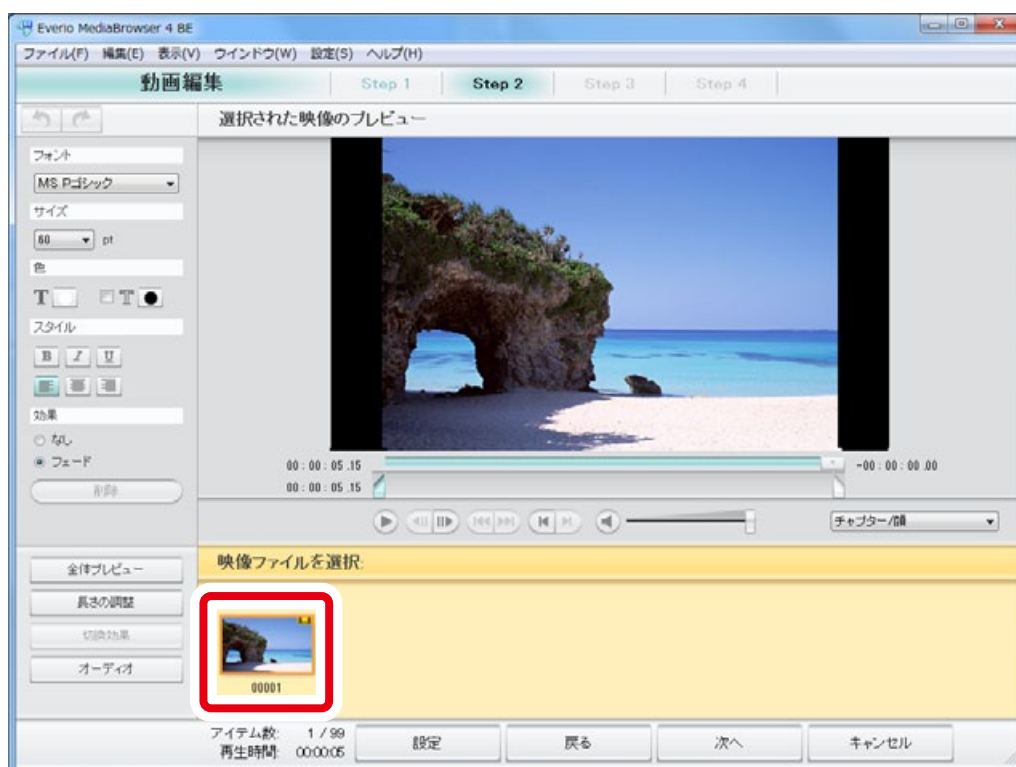 Everio MediaBrowser 4 BE
ファイル(F) 編集(E) 表示(V) ウインドウ(W) 設定(S) ヘルプ(H)
動画編集 Step 1 Step 2 Step 3 Step 4
選択された映像のプレビュー
フォント
MS Pゴシック
サイズ
60 pt
色
T T
スタイル
B I U
効果
なし
フェード
削除
00 : 00 : 05 .15 -00 : 00 : 00 .00
00 : 00 : 05 .15
チャプター/顔
全体プレビュー
長さの調整
切換効果
オーディオ
映像ファイルを選択:
00001
アイテム数: 1 / 99
再生時間: 00:00:05
設定 戻る 次へ キャンセル